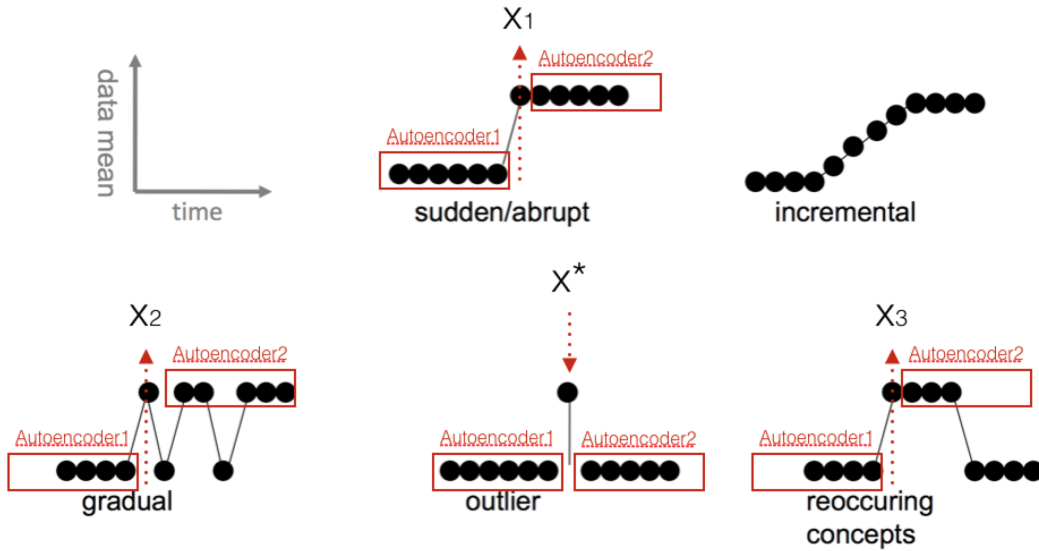 X1
Autoencoder2
data mean
Autoencoder1
time
sudden/abrupt
incremental
X*
X2
X3
Autoencoder2
Autoencoder2
Autoencoder1
Autoencoder1
Autoencoder2
Autoencoder1
gradual
outlier
reoccuring
concepts